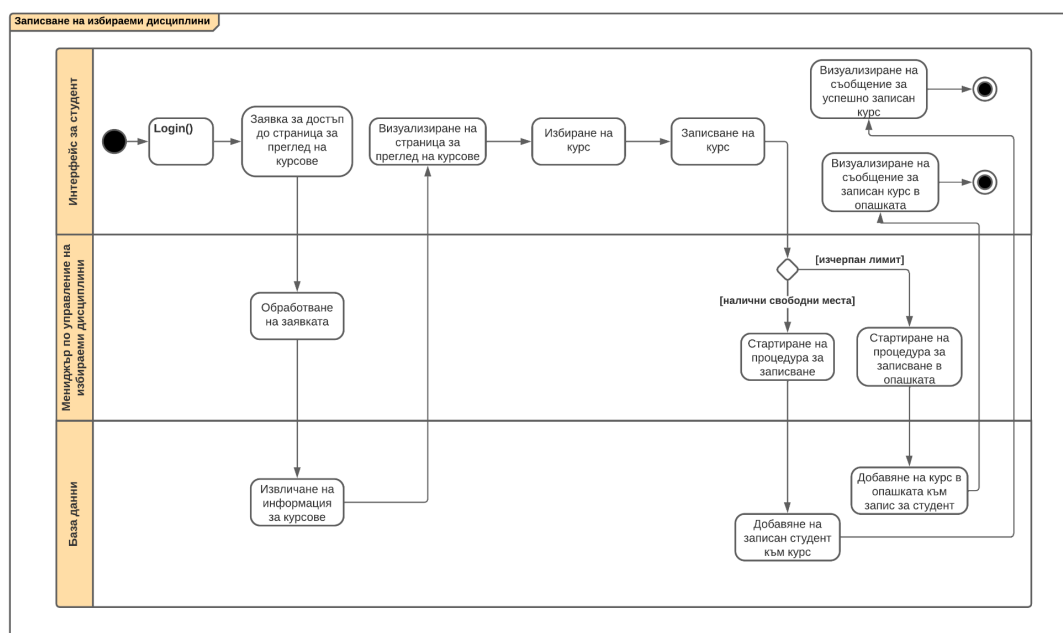 Записване на избираеми дисциплини
Интерфейс за студент
Login()
Заявка за достъп
до страница за
преглед на
курсове
Визуализиране на
страница за
преглед на курсове
Избиране на
курс
Записване на
курс
Визуализиране на
съобщение за
успешно записан
курс
Визуализиране на
съобщение за
записан курс в
опашката
Мениджър по управление на
избираеми дисциплини
Обработване
на заявката
[изчерпан лимит]
[налични свободни места]
Стартиране на
процедура за
записване
Стартиране на
процедура за
записване в
опашката
База данни
Извличане на
информация
за курсове
Добавяне на курс в
опашката към
запис за студент
Добавяне на
записан студент
към курс